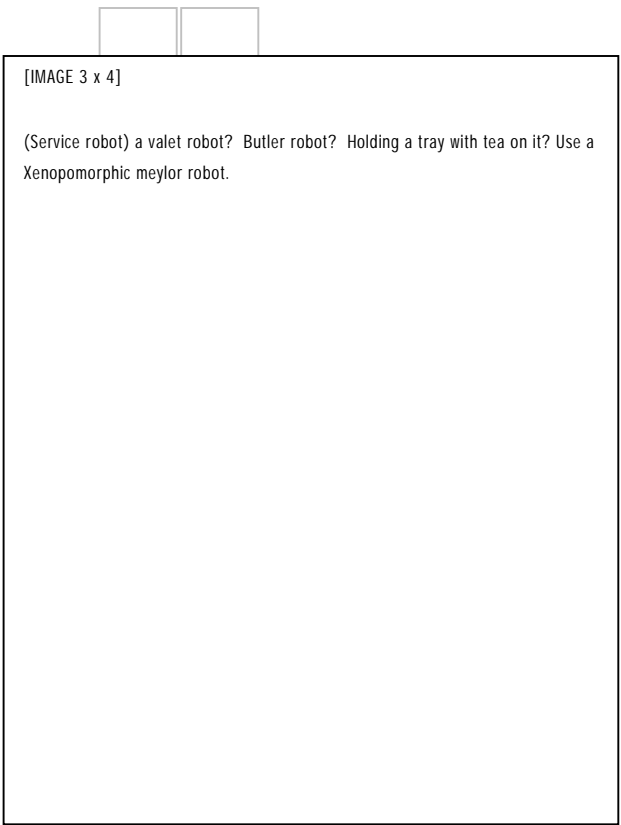 [IMAGE 3 x 4]
(Service robot) a valet robot?  Butler robot?  Holding a tray with tea on it? Use a
Xenopomorphic meylor robot.